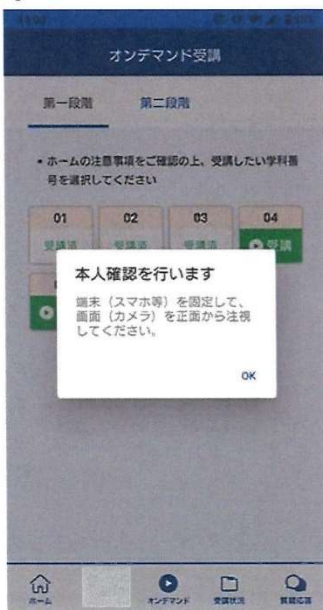 オンデマンド受講
第一段階
第二段階
• ホームの注意事項をご確認の上、受講したい学科番
号を選択してください
01
02
03
04
受講済
受講済
受講済
受講
本人確認を行います
端末（スマホ等）を固定して、
画面（カメラ）を正面から注視
してください。
OK
ホーム
オンデマンド
受講状況
質疑応答